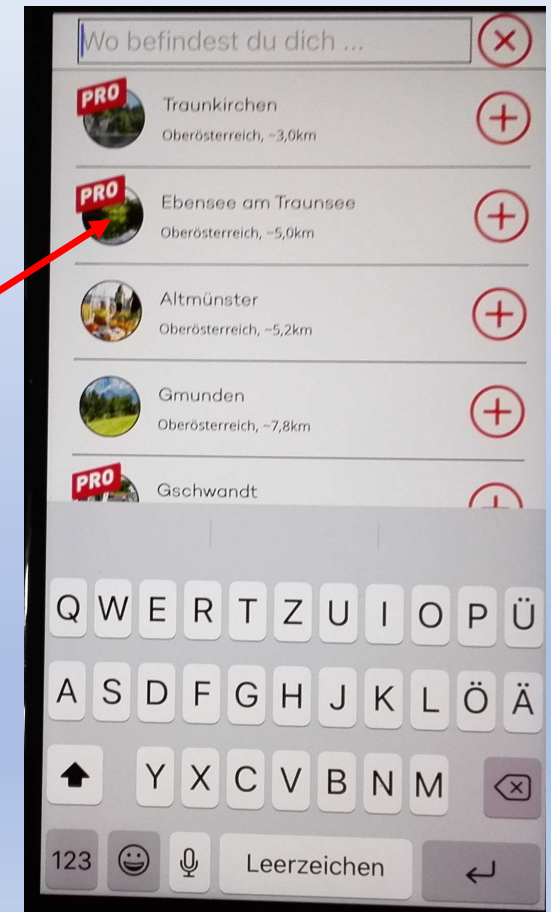 Wo befindest du dich ...
PRO
Traunkirchen
Oberösterreich, ~3,0km
PRO
Ebensee am Traunsee
Oberösterreich, ~5,0km
Altmünster
Oberösterreich, ~5,2km
Gmunden
Oberösterreich, ~7,8km
PRO
Gschwandt
Q W E R T Z U I O P Ü
A S D F G H J K L Ö Ä
Y X C V B N M
123 Leerzeichen